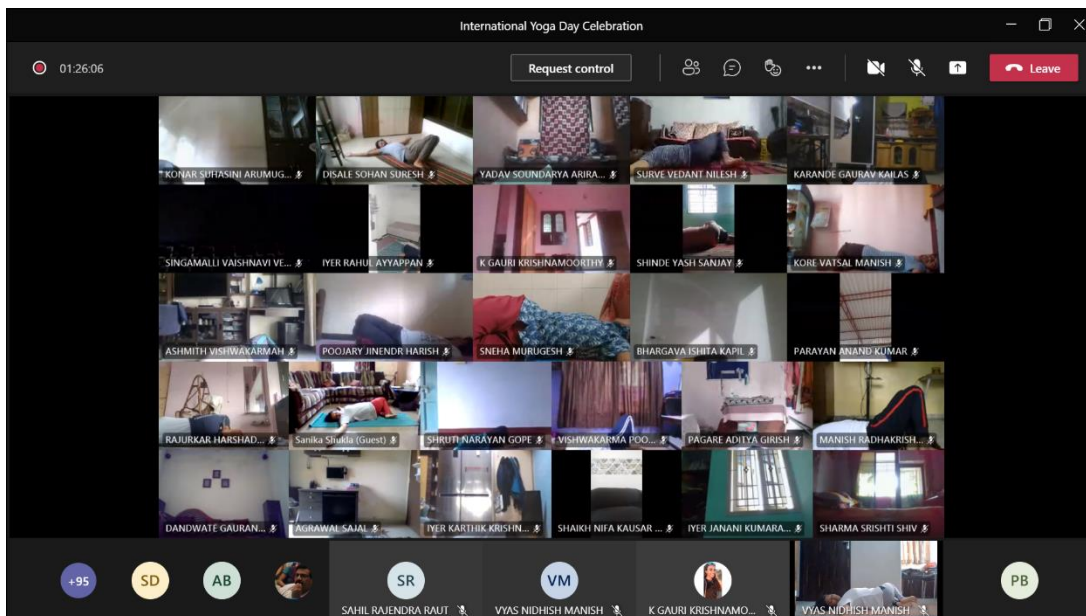 International Yoga Day Celebration
01:26:06
Request control
Leave
KONAR SUHASINI ARUMUG...
DISALE SOHAN SURESH
YADAV SOUNDARYA ARIRA...
SURVE VEDANT NILESH
KARANDE GAURAV KAILAS
SINGAMALLI VAISHNAVI VE...
IYER RAHUL AYYAPPAN
K GAURI KRISHNAMOORTHY
SHINDE YASH SANJAY
KORE VATSAL MANISH
ASHMITH VISHWAKARMAH
POOJARY JINENDR HARISH
SNEHA MURUGESH
BHARGAVA ISHITA KAPIL
PARAYAN ANAND KUMAR
RAJURKAR HARSHAD...
Sanika Shukla (Guest)
SHRUTI NARAYAN GOPE
VISHWAKARMA POO...
PAGARE ADITYA GIRISH
MANISH RADHAKRISH...
DANDWATE GAURAN...
AGRAWAL SAJAL
IYER KARTHIK KRISHN...
SHAIKH NIFA KAUSAR ...
IYER JANANI KUMARA...
SHARMA SRISHTI SHIV
+95
SD
AB
SR
SAHIL RAJENDRA RAUT
VM
VYAS NIDHISH MANISH
K GAURI KRISHNAMO...
VYAS NIDHISH MANISH
PB